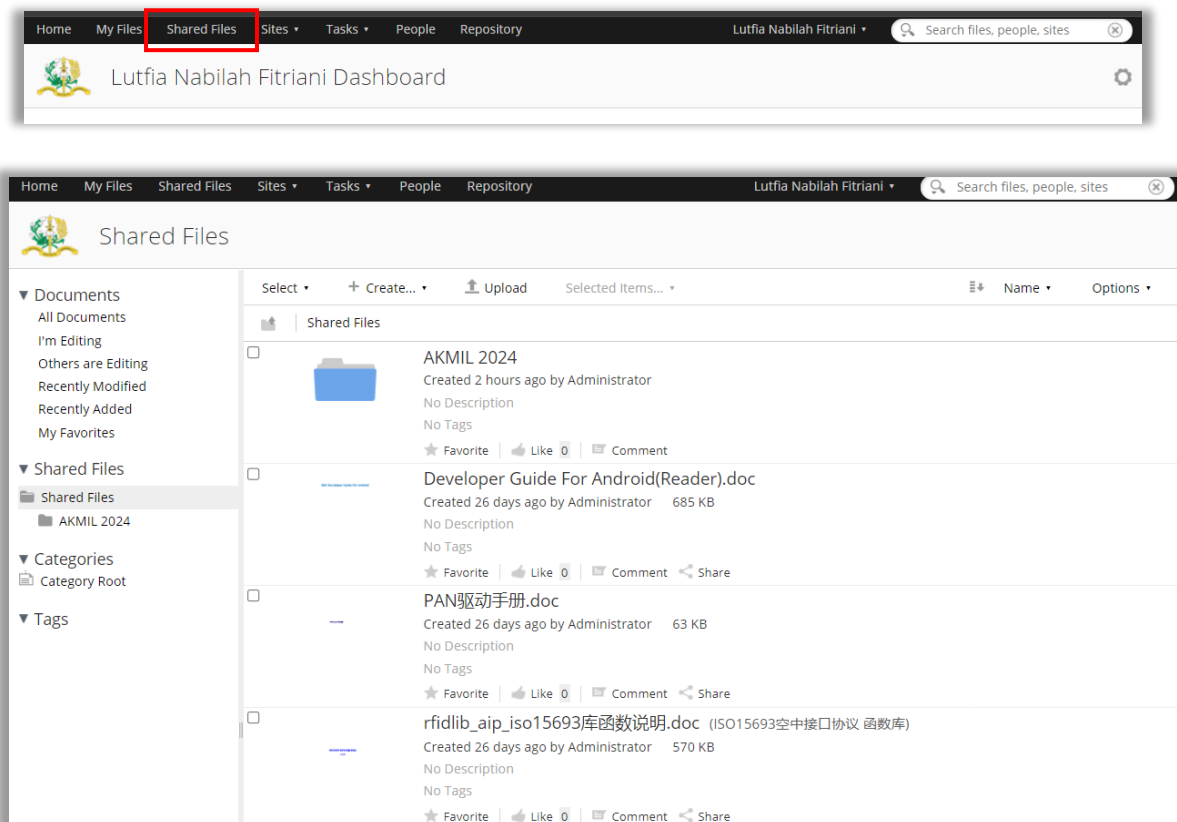 Home My Files Shared Files Sites Tasks People Repository Lutfia Nabilah Fitriani Search files, people, sites
Lutfia Nabilah Fitriani Dashboard
Home My Files Shared Files Sites Tasks People Repository Lutfia Nabilah Fitriani Search files, people, sites
Shared Files
Documents
All Documents
I'm Editing
Others are Editing
Recently Modified
Recently Added
My Favorites
Shared Files
Shared Files
AKMIL 2024
Categories
Category Root
Tags
Select Create... Upload Selected Items... Name Options
Shared Files
AKMIL 2024
Created 2 hours ago by Administrator
No Description
No Tags
Favorite Like 0 Comment
Developer Guide For Android(Reader).doc
Created 26 days ago by Administrator 685 KB
No Description
No Tags
Favorite Like 0 Comment Share
PAN驱动手册.doc
Created 26 days ago by Administrator 63 KB
No Description
No Tags
Favorite Like 0 Comment Share
rfidlib_aip_iso15693库函数说明.doc (ISO15693空中接口协议 函数库)
Created 26 days ago by Administrator 570 KB
No Description
No Tags
Favorite Like 0 Comment Share